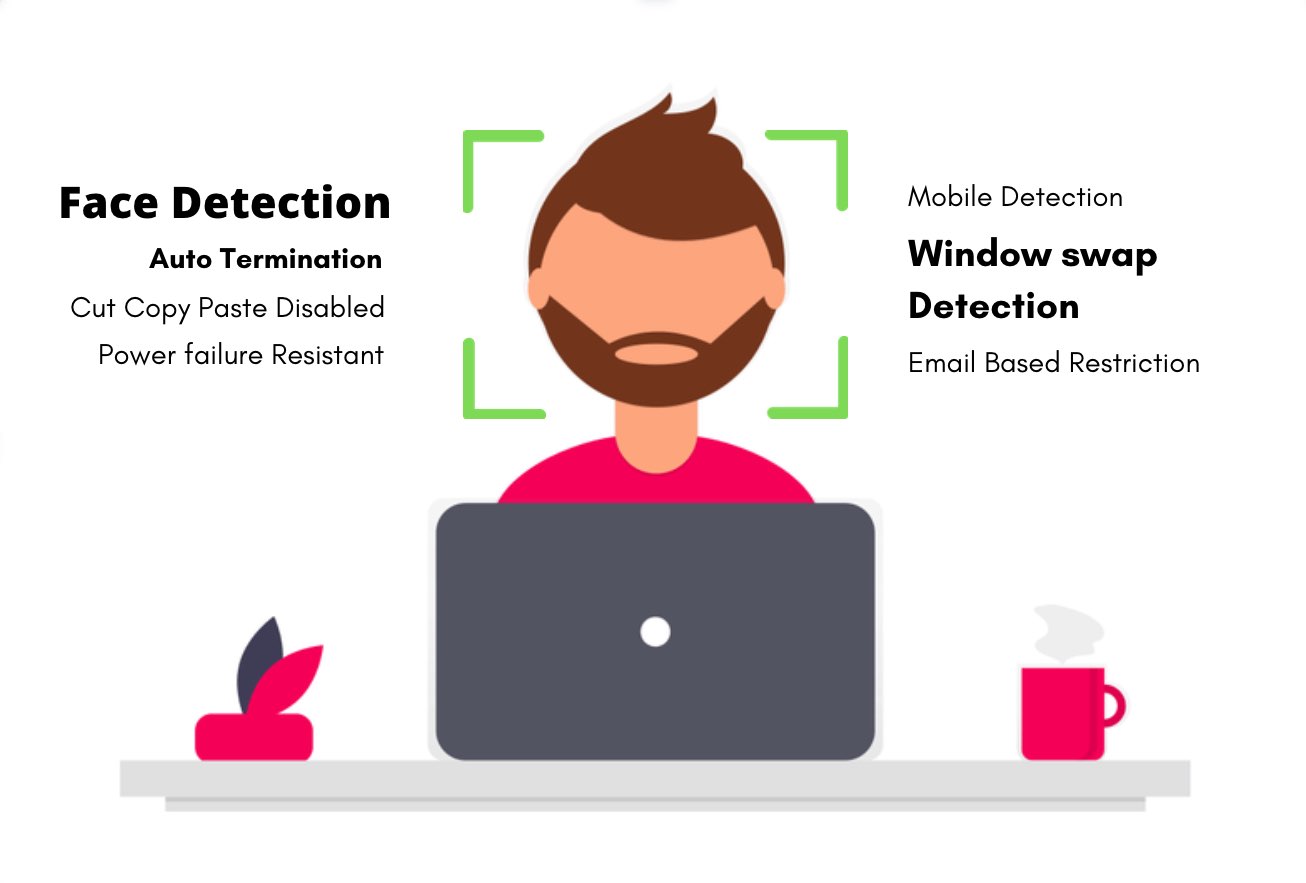 Face Detection
Auto Termination
Cut Copy Paste Disabled
Power failure Resistant
Mobile Detection
Window swap
Detection
Email Based Restriction